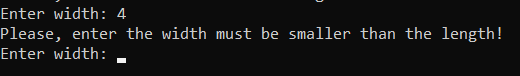 Enter width: 4
Please, enter the width must be smaller than the length!
Enter width: